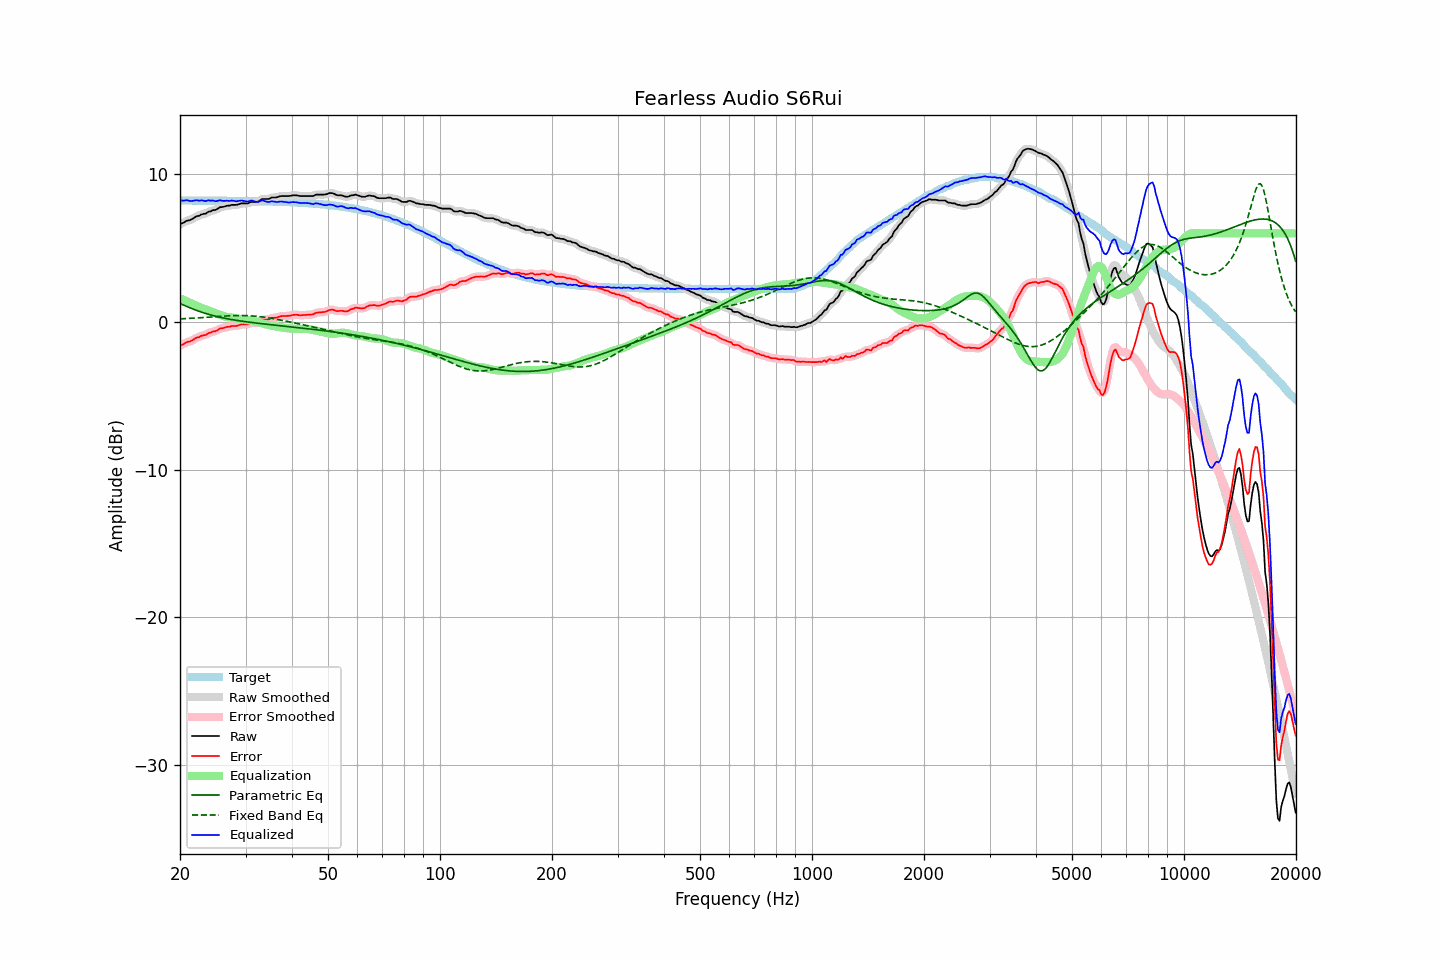 Fearless Audio S6Rui
10
0
−10
−20
−30
Amplitude (dBr)
Target
Raw Smoothed
Error Smoothed
Raw
Error
Equalization
Parametric Eq
Fixed Band Eq
Equalized
20 50 100 200 500 1000 2000 5000 10000 20000
Frequency (Hz)